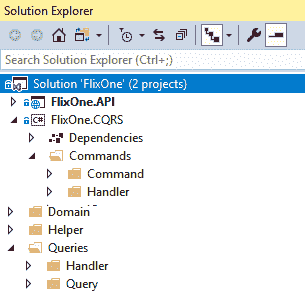 Solution Explorer
Search Solution Explorer (Ctrl+;)
Solution 'FlixOne' (2 projects)
FlixOne.API
C# FlixOne.CQRS
Dependencies
Commands
Command
Handler
Domain
Helper
Queries
Handler
Query